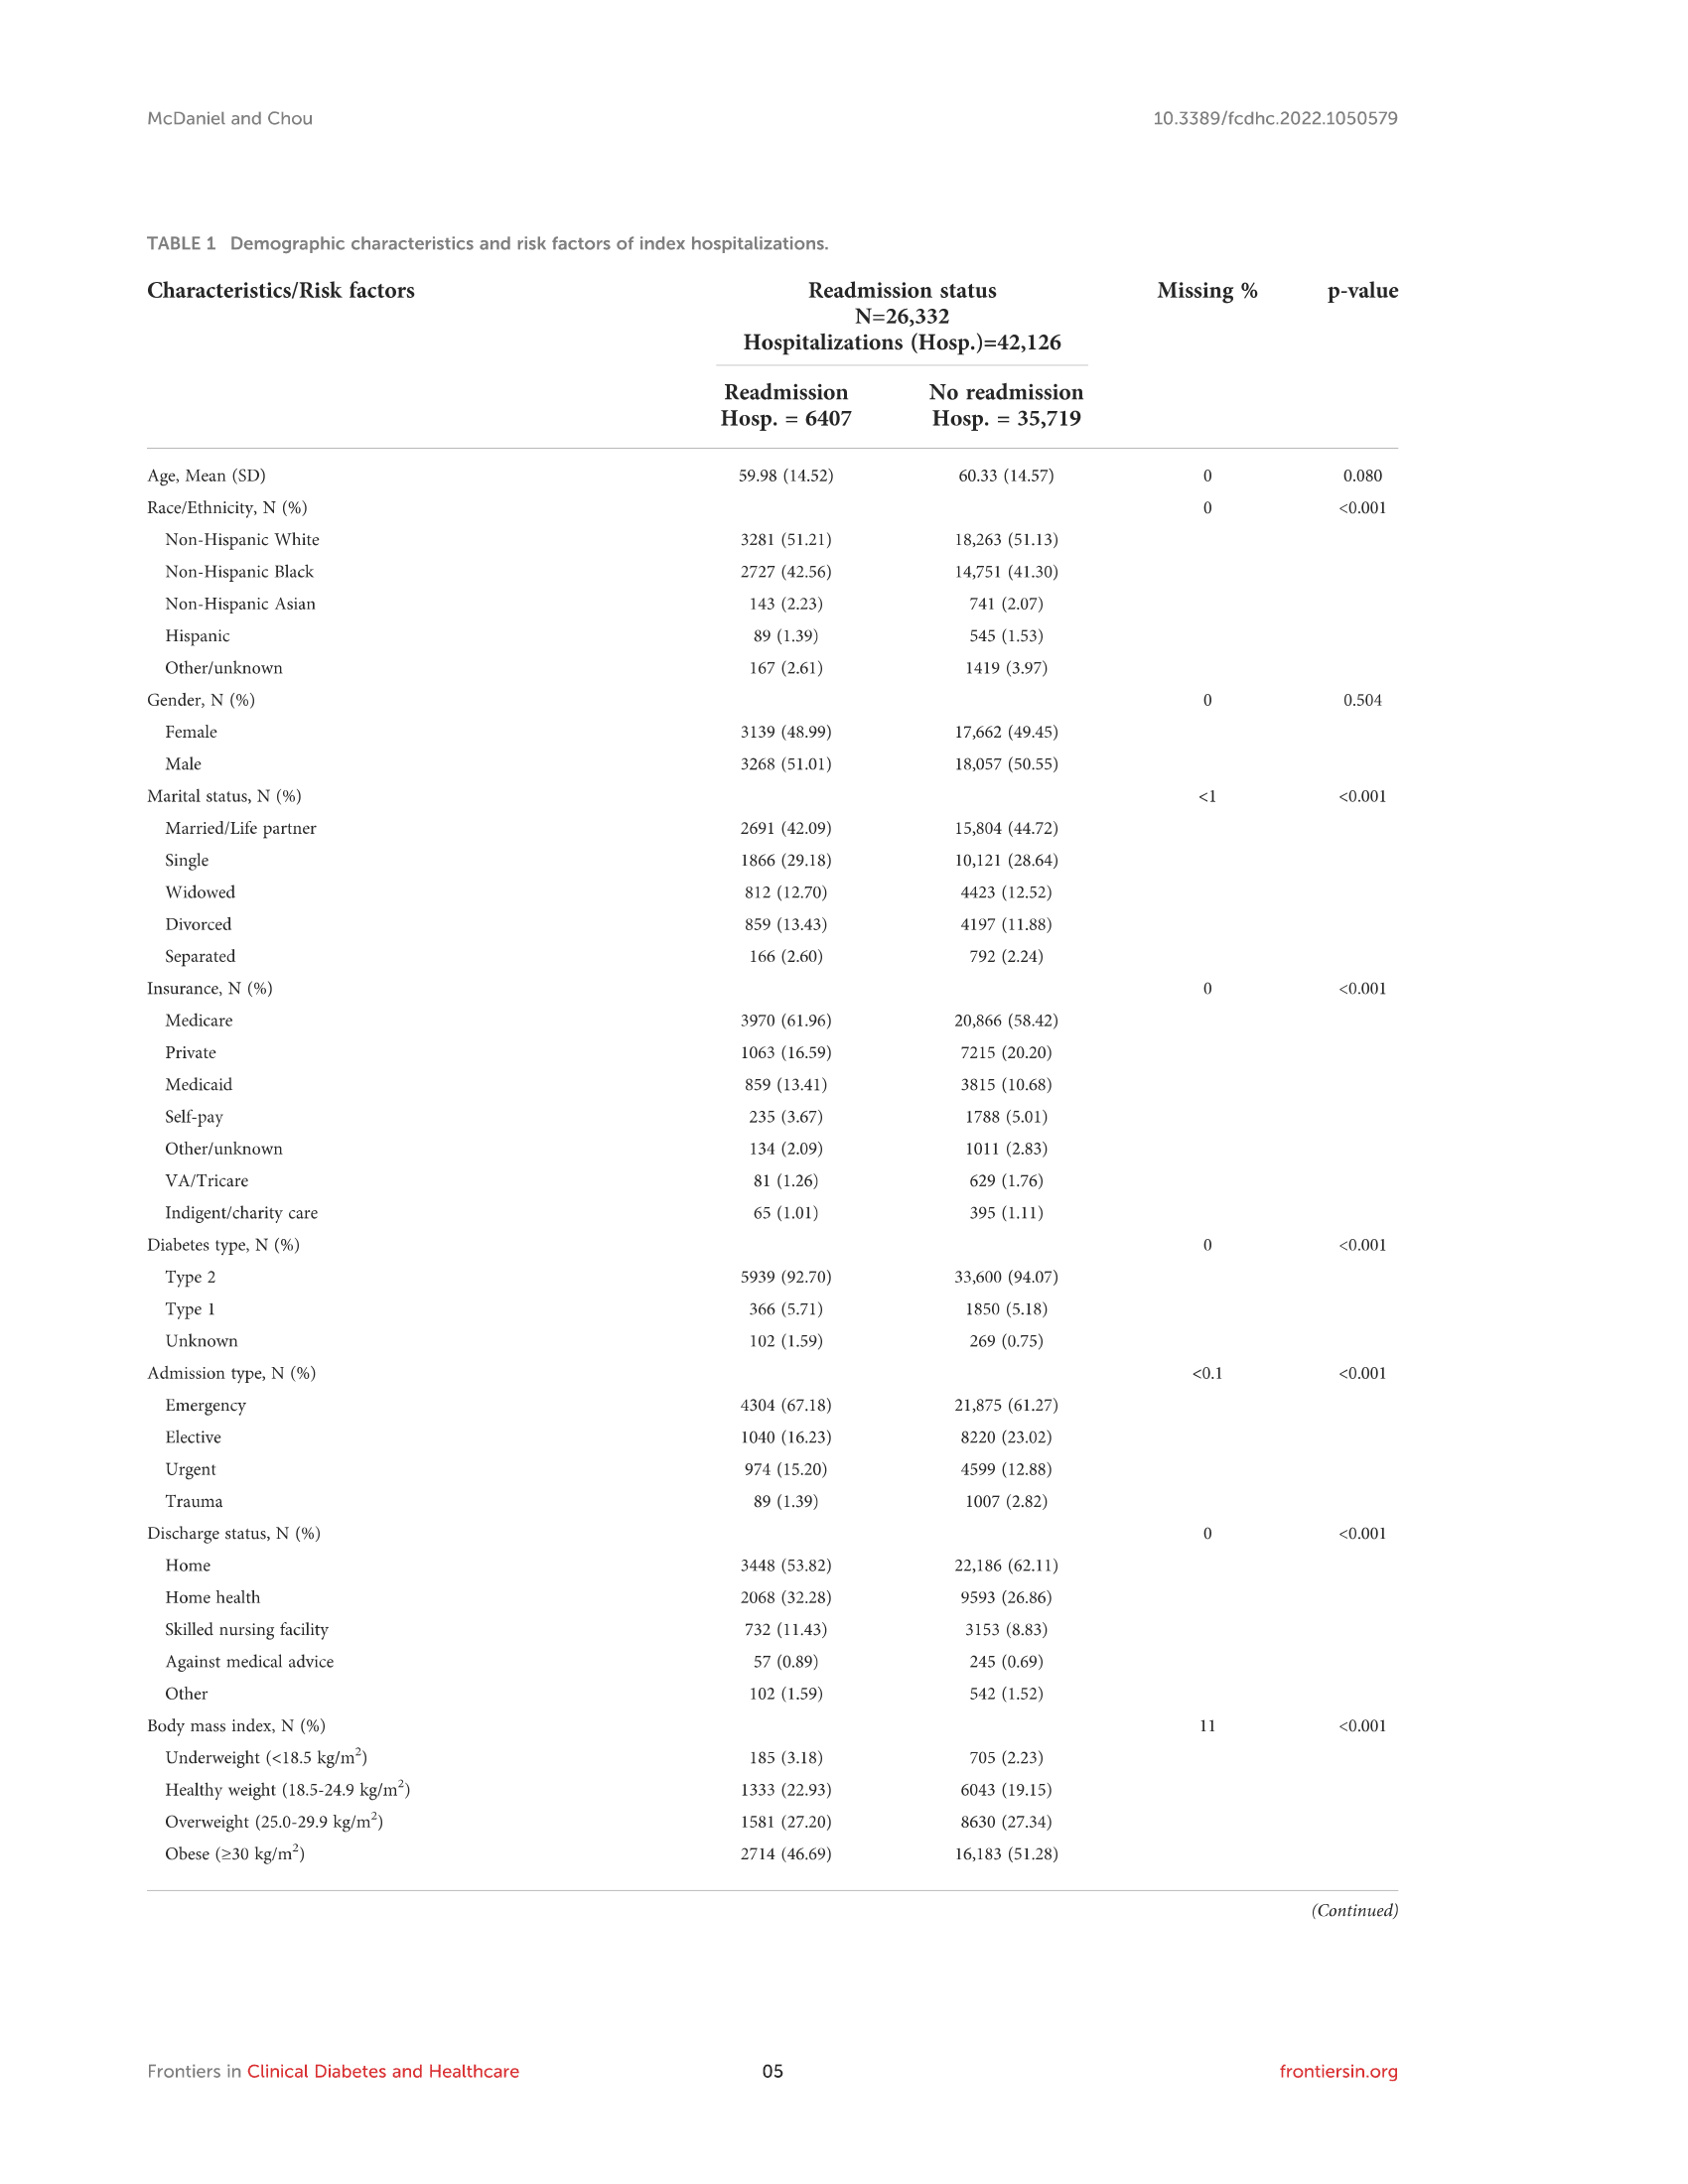 McDaniel and Chou 10.3389/fcdhc.2022.1050579
TABLE 1 Demographic characteristics and risk factors of index hospitalizations.
Characteristics/Risk factors Readmission status Missing % p-value
N=26,332
Hospitalizations (Hosp.)=42,126
Readmission No readmission
Hosp. = 6407 Hosp. = 35,719
Age, Mean (SD) 59.98 (14.52) 60.33 (14.57) 0 0.080
Race/Ethnicity, N (%) 0 <0.001
Non-Hispanic White 3281 (51.21) 18,263 (51.13)
Non-Hispanic Black 2727 (42.56) 14,751 (41.30)
Non-Hispanic Asian 143 (2.23) 741 (2.07)
Hispanic 89 (1.39) 545 (1.53)
Other/unknown 167 (2.61) 1419 (3.97)
Gender, N (%) 0 0.504
Female 3139 (48.99) 17,662 (49.45)
Male 3268 (51.01) 18,057 (50.55)
Marital status, N (%) <1 <0.001
Married/Life partner 2691 (42.09) 15,804 (44.72)
Single 1866 (29.18) 10,121 (28.64)
Widowed 812 (12.70) 4423 (12.52)
Divorced 859 (13.43) 4197 (11.88)
Separated 166 (2.60) 792 (2.24)
Insurance, N (%) 0 <0.001
Medicare 3970 (61.96) 20,866 (58.42)
Private 1063 (16.59) 7215 (20.20)
Medicaid 859 (13.41) 3815 (10.68)
Self-pay 235 (3.67) 1788 (5.01)
Other/unknown 134 (2.09) 1011 (2.83)
VA/Tricare 81 (1.26) 629 (1.76)
Indigent/charity care 65 (1.01) 395 (1.11)
Diabetes type, N (%) 0 <0.001
Type 2 5939 (92.70) 33,600 (94.07)
Type 1 366 (5.71) 1850 (5.18)
Unknown 102 (1.59) 269 (0.75)
Admission type, N (%) <0.1 <0.001
Emergency 4304 (67.18) 21,875 (61.27)
Elective 1040 (16.23) 8220 (23.02)
Urgent 974 (15.20) 4599 (12.88)
Trauma 89 (1.39) 1007 (2.82)
Discharge status, N (%) 0 <0.001
Home 3448 (53.82) 22,186 (62.11)
Home health 2068 (32.28) 9593 (26.86)
Skilled nursing facility 732 (11.43) 3153 (8.83)
Against medical advice 57 (0.89) 245 (0.69)
Other 102 (1.59) 542 (1.52)
Body mass index, N (%) 11 <0.001
Underweight (<18.5 kg/m²) 185 (3.18) 705 (2.23)
Healthy weight (18.5-24.9 kg/m²) 1333 (22.93) 6043 (19.15)
Overweight (25.0-29.9 kg/m²) 1581 (27.20) 8630 (27.34)
Obese (≥30 kg/m²) 2714 (46.69) 16,183 (51.28)
(Continued)
Frontiers in Clinical Diabetes and Healthcare 05 frontiersin.org